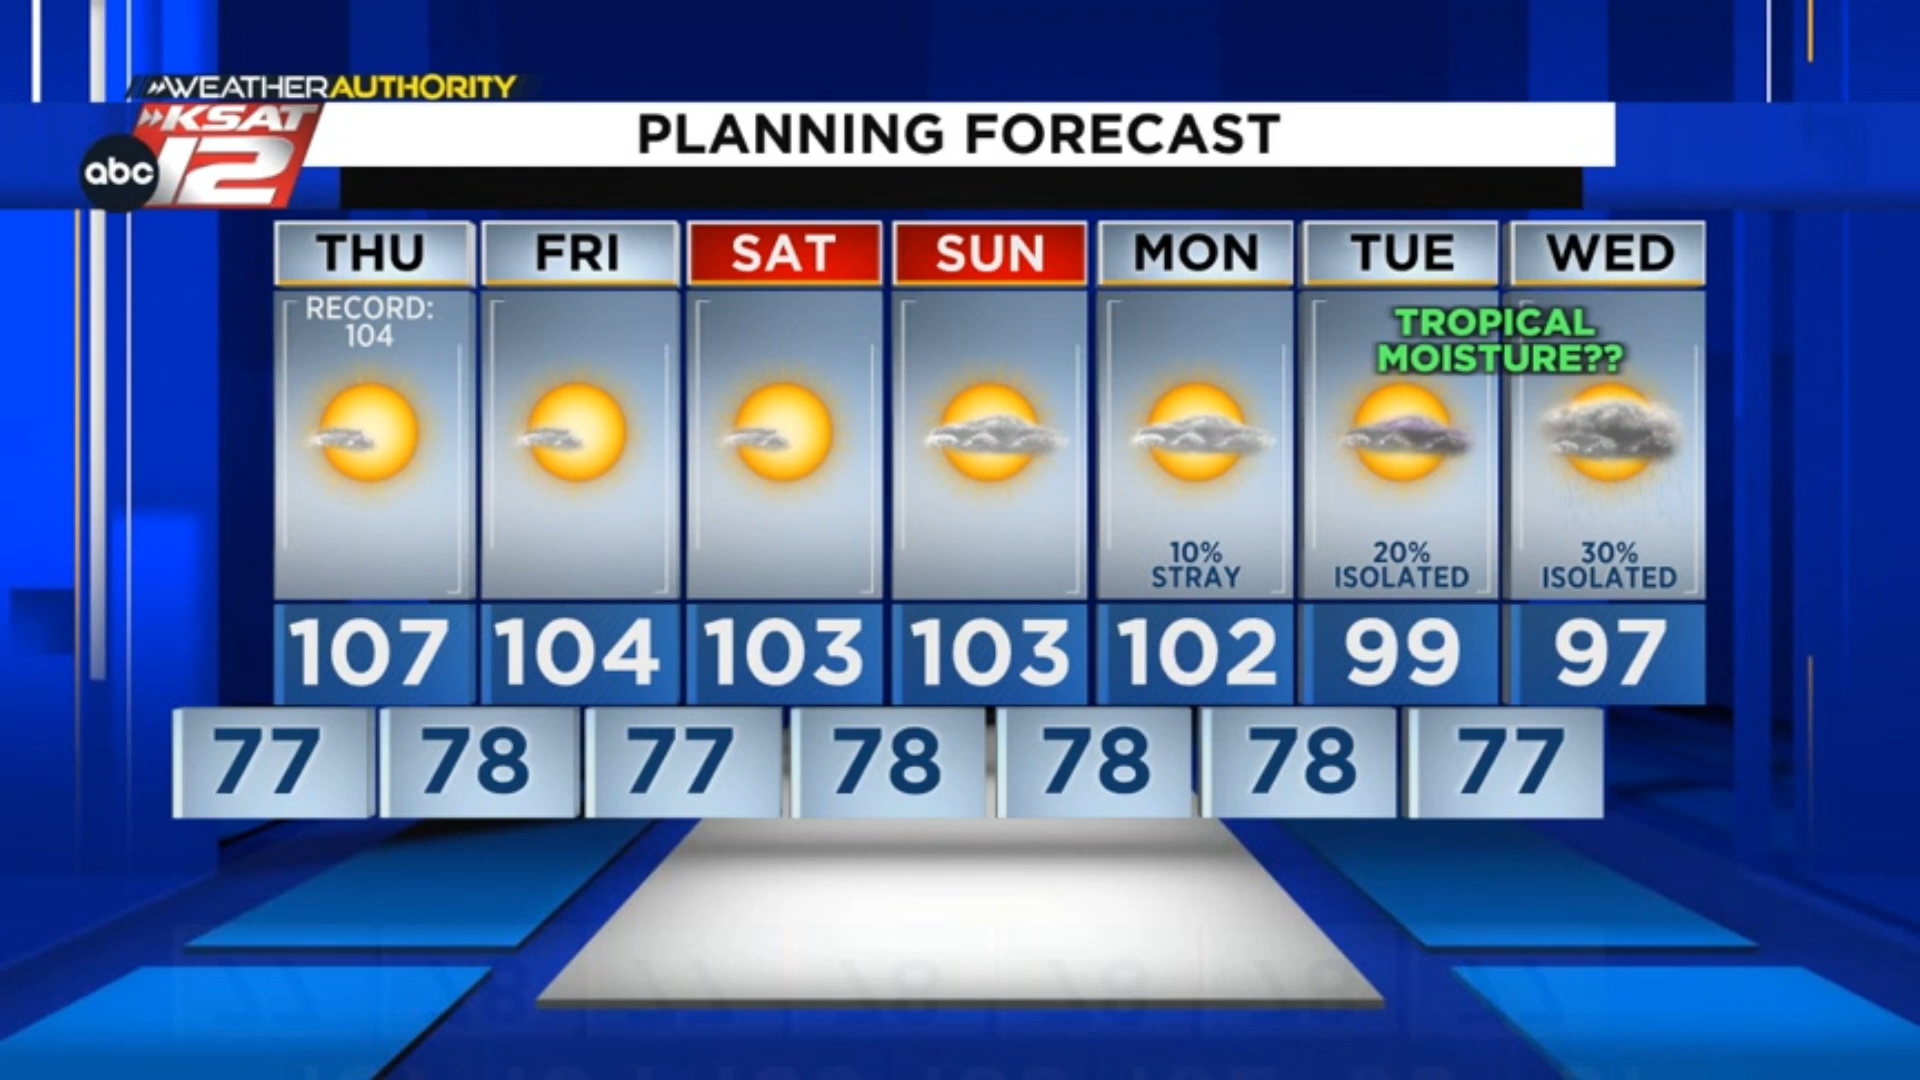 WEATHERAUTHORITY
KSAT
abc 12
PLANNING FORECAST
THU FRI SAT SUN MON TUE WED
RECORD:
104
TROPICAL
MOISTURE??
10% 20% 30%
STRAY ISOLATED ISOLATED
107 104 103 103 102 99 97
77 78 77 78 78 78 77